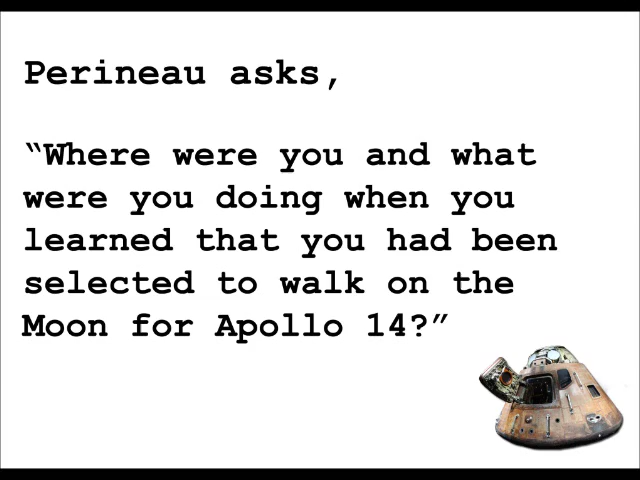 Perineau asks,
“Where were you and what
were you doing when you
learned that you had been
selected to walk on the
Moon for Apollo 14?”